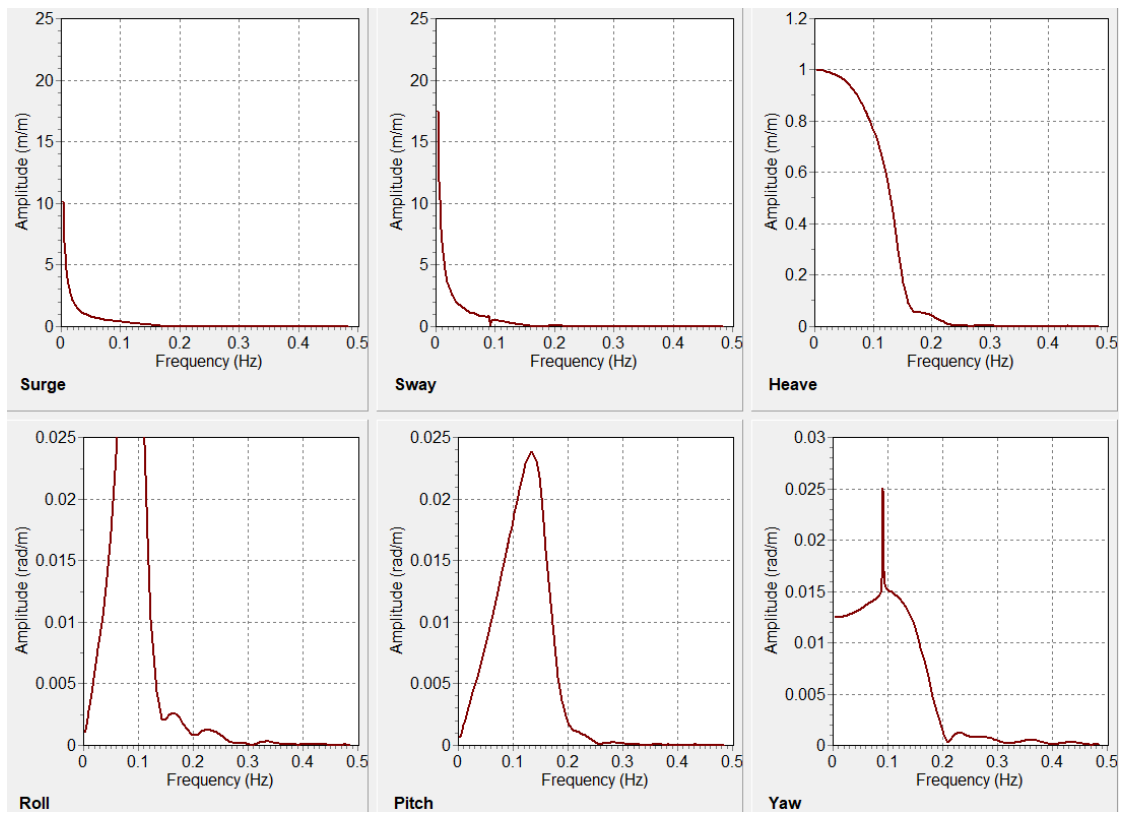 25
20
15
10
5
0
Amplitude (m/m)
0 0.1 0.2 0.3 0.4 0.5
Frequency (Hz)
Surge
25
20
15
10
5
0
Amplitude (m/m)
0 0.1 0.2 0.3 0.4 0.5
Frequency (Hz)
Sway
1.2
1
0.8
0.6
0.4
0.2
0
Amplitude (m/m)
0 0.1 0.2 0.3 0.4 0.5
Frequency (Hz)
Heave
0.025
0.02
0.015
0.01
0.005
0
Amplitude (rad/m)
0 0.1 0.2 0.3 0.4 0.5
Frequency (Hz)
Roll
0.025
0.02
0.015
0.01
0.005
0
Amplitude (rad/m)
0 0.1 0.2 0.3 0.4 0.5
Frequency (Hz)
Pitch
0.03
0.025
0.02
0.015
0.01
0.005
0
Amplitude (rad/m)
0 0.1 0.2 0.3 0.4 0.5
Frequency (Hz)
Yaw